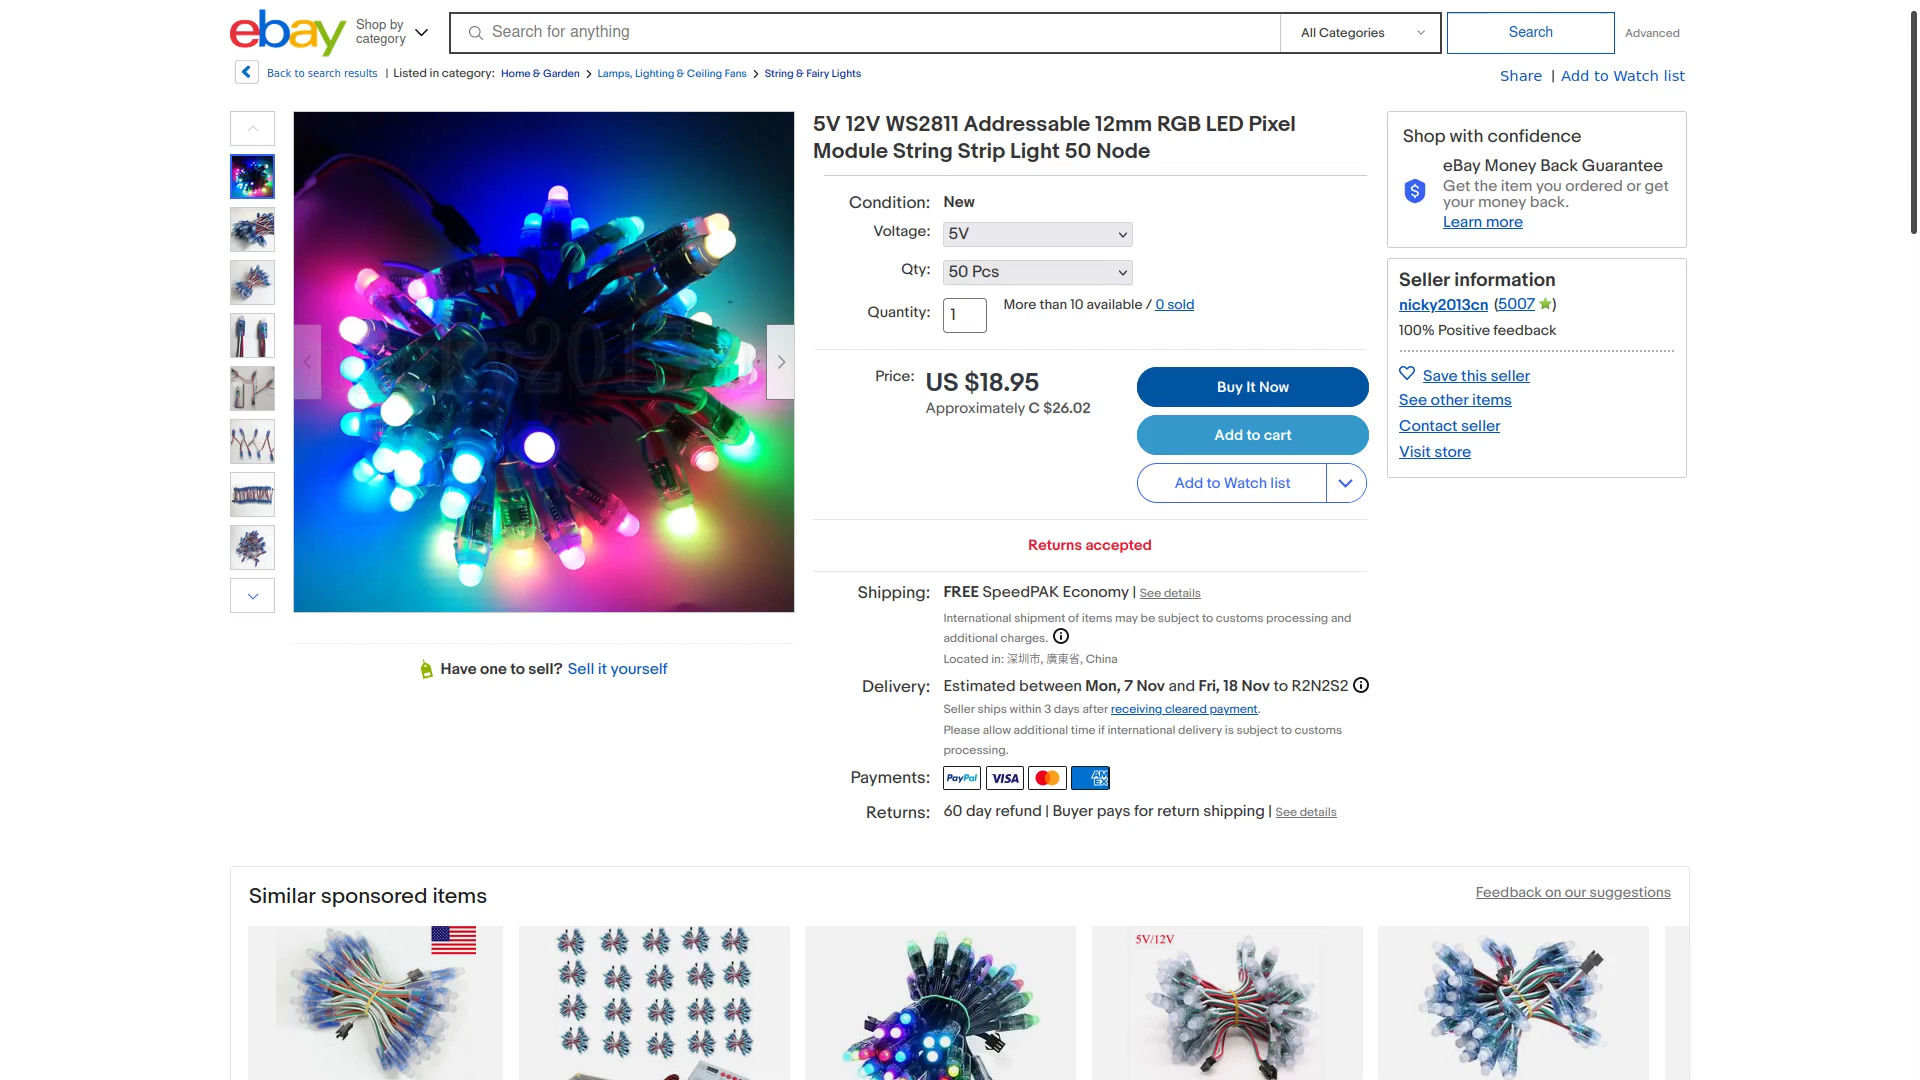 ebay
Shop by
category
Search for anything
All Categories
Search
Advanced
Back to search results | Listed in category: Home & Garden > Lamps, Lighting & Ceiling Fans > String & Fairy Lights
Share | Add to Watch list
5V 12V WS2811 Addressable 12mm RGB LED Pixel
Module String Strip Light 50 Node
Condition: New
Voltage: 5V
Qty: 50 Pcs
Quantity: 1 More than 10 available / 0 sold
Price: US $18.95
Approximately C $26.02
Buy It Now
Add to cart
Add to Watch list
Returns accepted
Shipping: FREE SpeedPAK Economy | See details
International shipment of items may be subject to customs processing and
additional charges.
Located in: 深圳市, 廣東省, China
Delivery: Estimated between Mon, 7 Nov and Fri, 18 Nov to R2N2S2
Seller ships within 3 days after receiving cleared payment.
Please allow additional time if international delivery is subject to customs
processing.
Payments: PayPal VISA AMEX
Returns: 60 day refund | Buyer pays for return shipping | See details
Shop with confidence
eBay Money Back Guarantee
Get the item you ordered or get
your money back.
Learn more
Seller information
nicky2013cn (5007)
100% Positive feedback
Save this seller
See other items
Contact seller
Visit store
Have one to sell? Sell it yourself
Similar sponsored items
Feedback on our suggestions
5V/12V